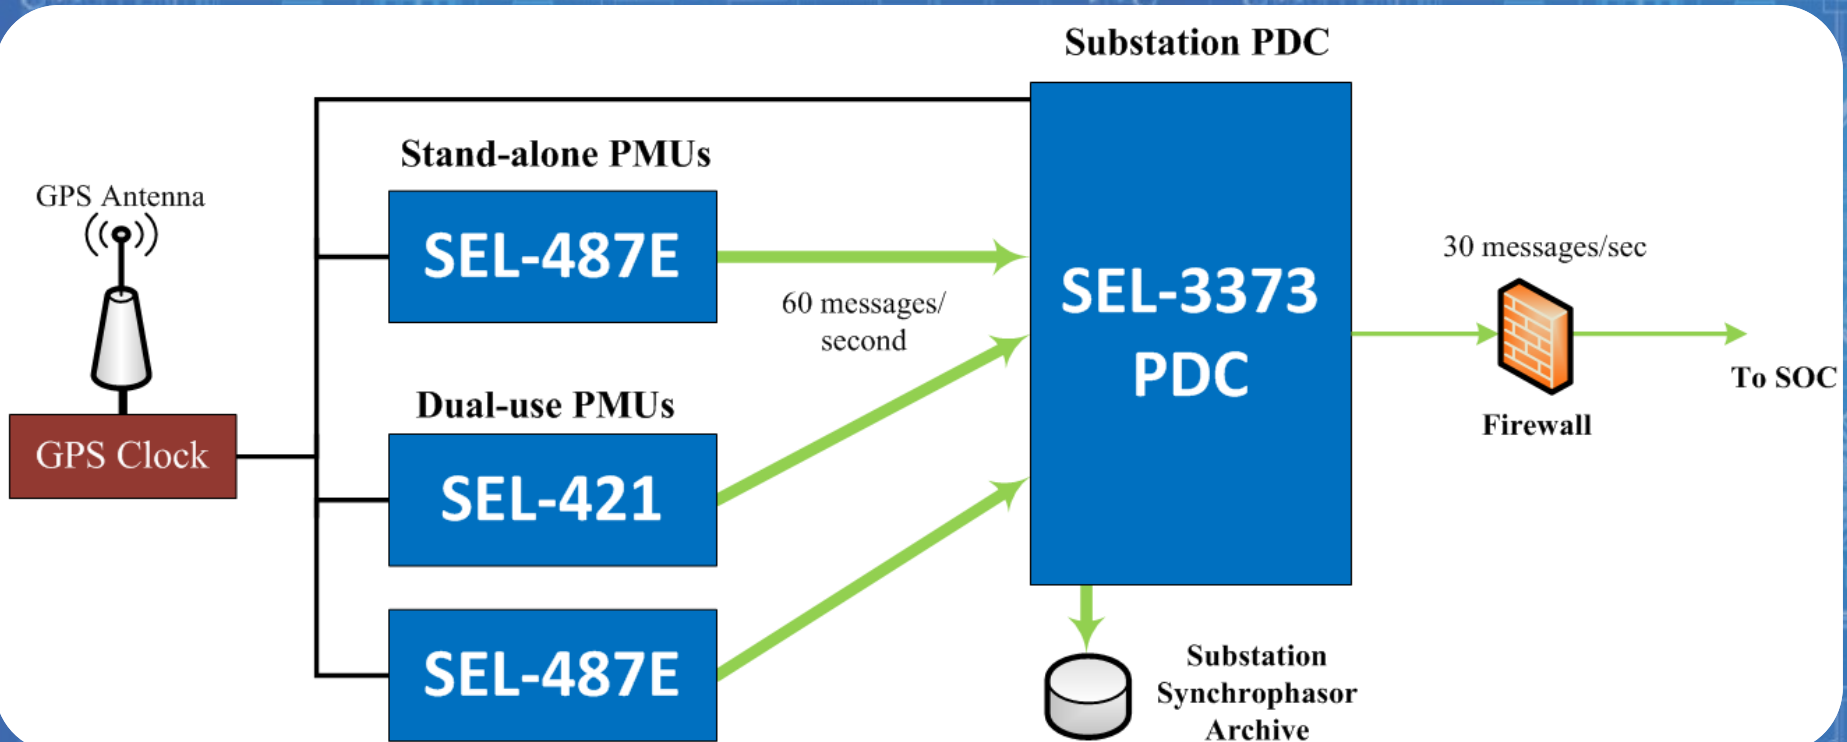 Substation PDC
Stand-alone PMUs
GPS Antenna
SEL-487E
30 messages/sec
60 messages/
second
SEL-3373
PDC
To SOC
Dual-use PMUs
Firewall
GPS Clock
SEL-421
SEL-487E
Substation
Synchrophasor
Archive